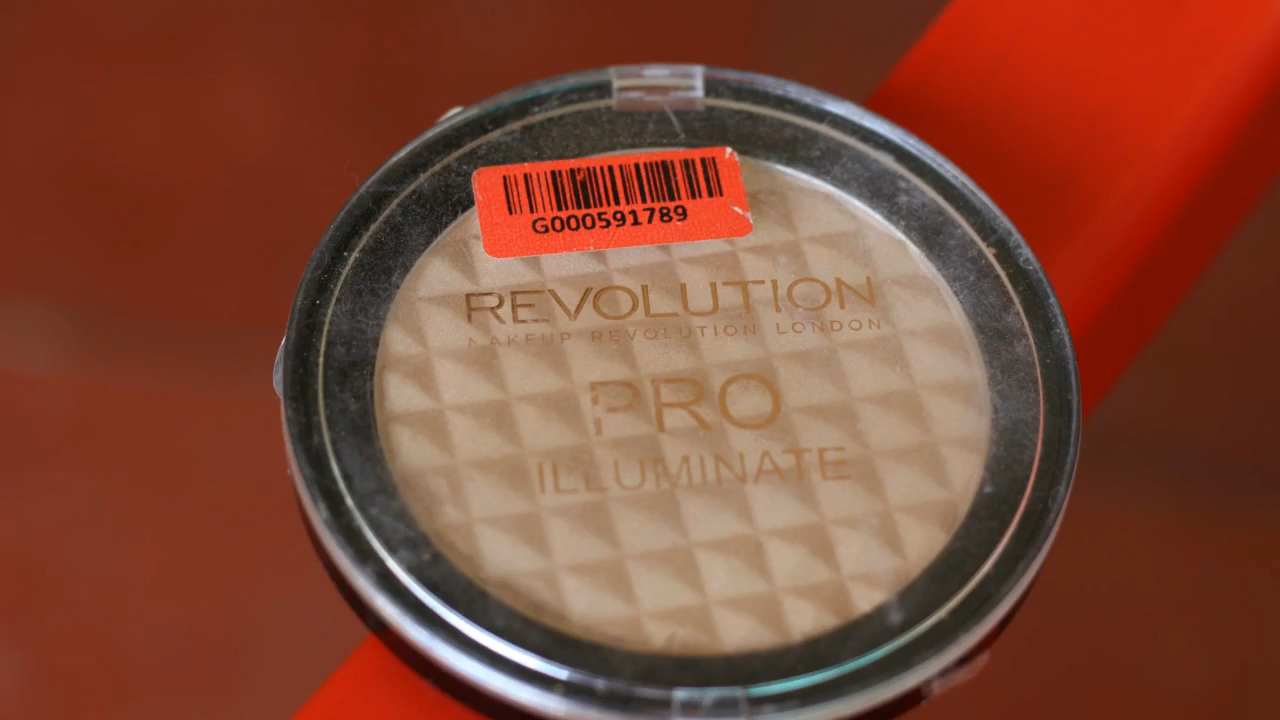 G000591789
REVOLUTION
MAKEUP REVOLUTION LONDON
PRO
ILLUMINATE